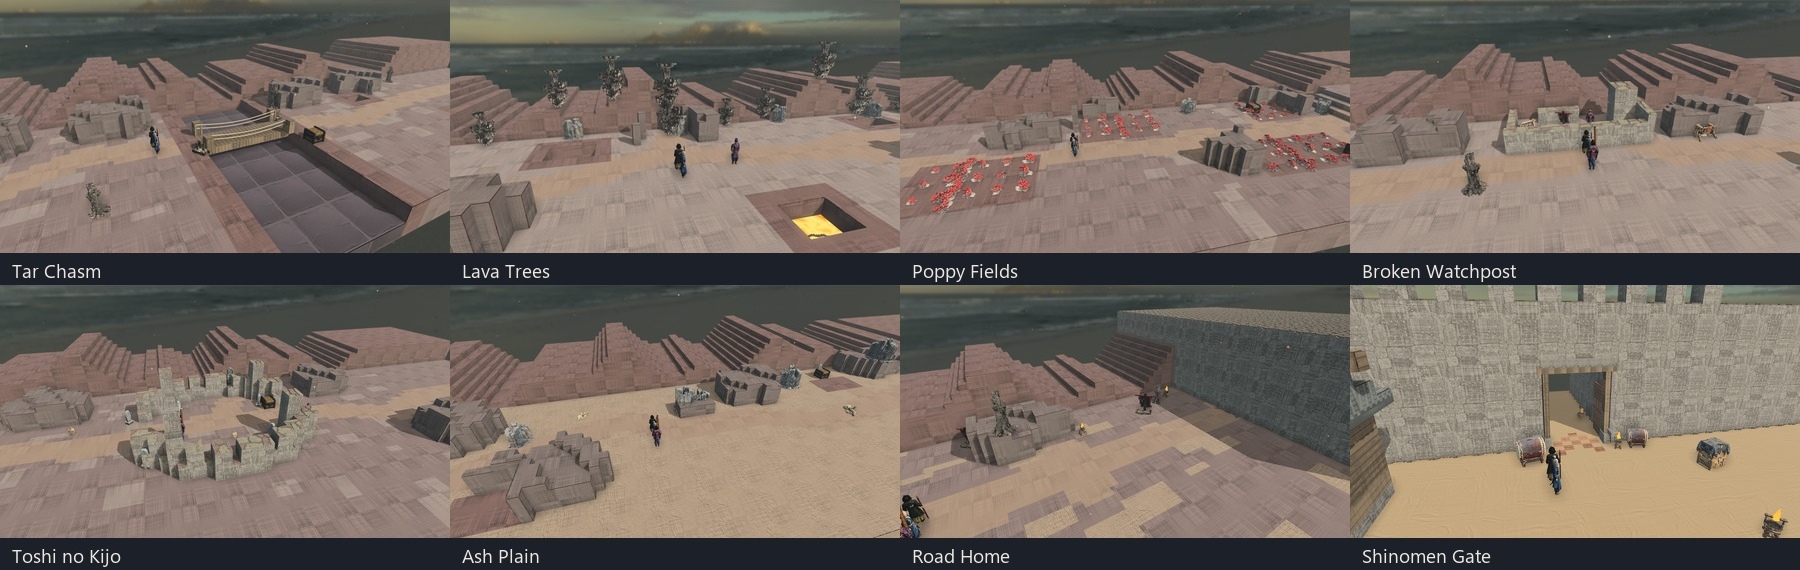 Tar Chasm
Lava Trees
Poppy Fields
Broken Watchpost
Toshi no Kijo
Ash Plain
Road Home
Shinomen Gate